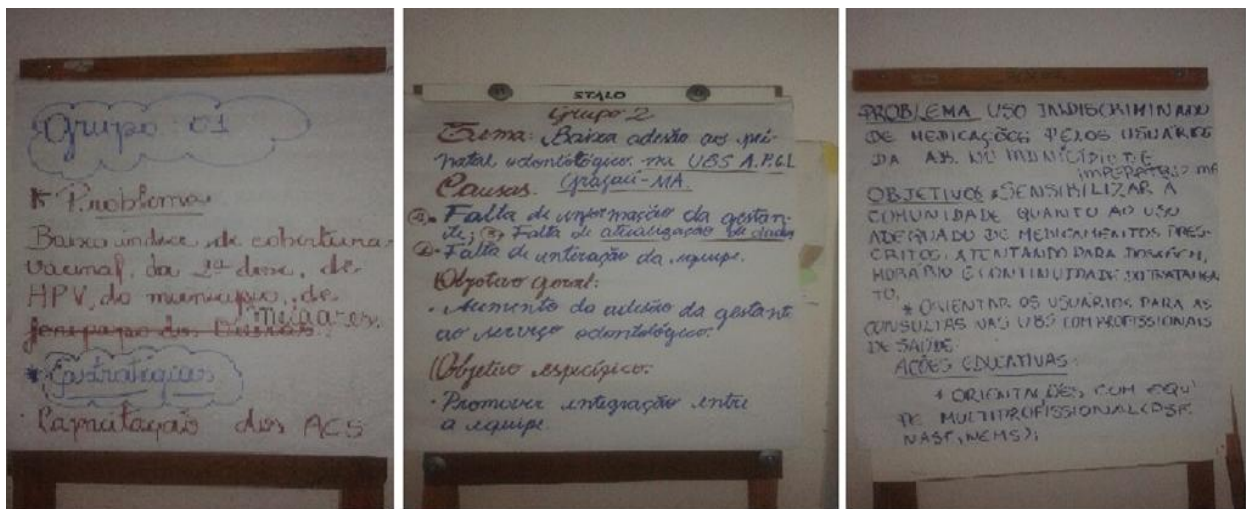 Grupo 01
* Problema
Baixo indice de cobertura
vacinal, da 2ª dose, de
HPV, do municipio, de
Jenipapo dos
* Estratégias
· Capacitação dos ACS
STALO
Grupo 2
Tema: Baixa adesão ao pré
natal odontológico na UBS A.P.G.L
Causas. -MA.
Falta de informação da gestan-
te; Falta de atualização de dados
Falta de interação da equipe.
Objetivo geral:
· Aumento da adesão da gestante
ao serviço odontológico.
Objetivo específico:
· Promover integração entre
a equipe.
PROBLEMA USO INDISCRIMINADO
DE MEDICAÇÕES PELOS USUÁRIOS
DA AB. NO MUNICÍPIO DE
IMPERATRIZ-MA
OBJETIVOS * SENSIBILIZAR A
COMUNIDADE QUANTO AO USO
ADEQUADO DE MEDICAMENTOS PRES-
CRITOS, ATENTANDO PARA DOSAGEM,
HORÁRIO E CONTINUIDADE DO TRATAMEN-
TO,
* ORIENTAR OS USUÁRIOS PARA AS
CONSULTAS NAS UBS COM PROFISSIONAIS
DE SAÚDE.
AÇÕES EDUCATIVAS:
* ORIENTAÇÕES COM EQUI
PE MULTIPROFISSIONAL
NASF,